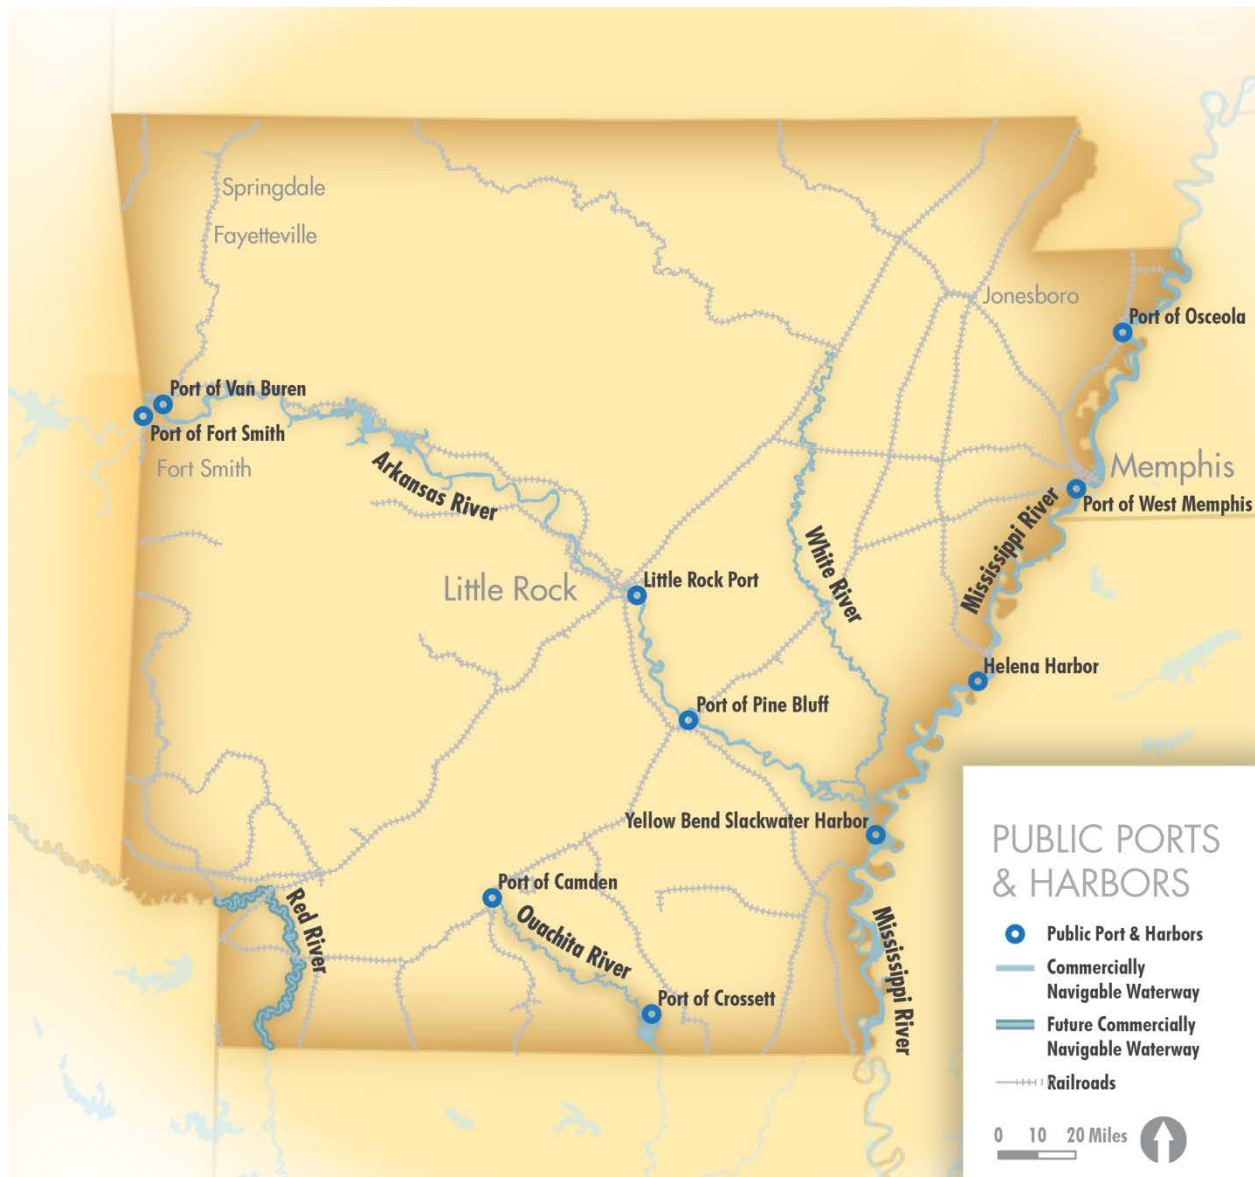 Springdale
Fayetteville
Jonesboro
Port of Osceola
Port of Van Buren
Port of Fort Smith
Fort Smith
Arkansas River
Memphis
Port of West Memphis
Mississippi River
White River
Little Rock
Little Rock Port
Helena Harbor
Port of Pine Bluff
Yellow Bend Slackwater Harbor
Port of Camden
Ouachita River
Red River
Mississippi River
Port of Crossett
PUBLIC PORTS
& HARBORS
Public Port & Harbors
Commercially
Navigable Waterway
Future Commercially
Navigable Waterway
Railroads
0 10 20 Miles